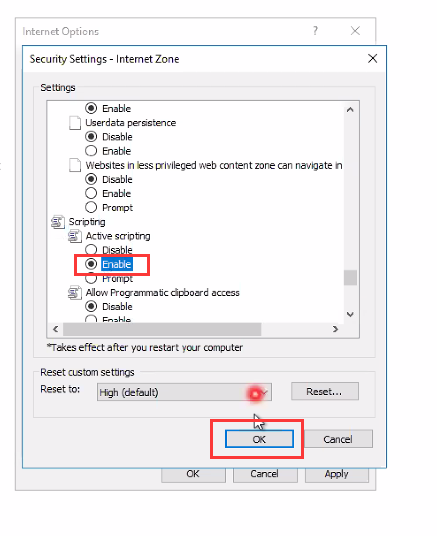 Internet Options
Security Settings - Internet Zone
Settings
Enable
Userdata persistence
Disable
Enable
Websites in less privileged web content zone can navigate in
Disable
Enable
Prompt
Scripting
Active scripting
Disable
Enable
Prompt
Allow Programmatic clipboard access
Disable
Enable
*Takes effect after you restart your computer
Reset custom settings
Reset to: High (default) Reset...
OK Cancel
OK Cancel Apply